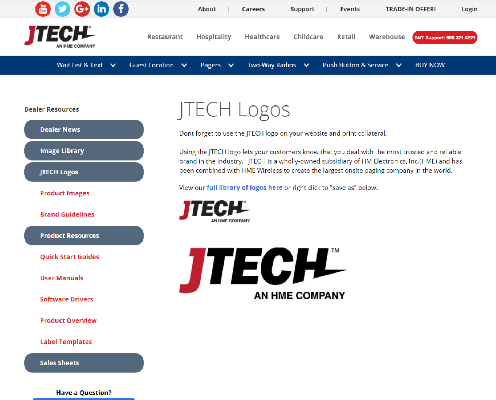 About | Careers Support | Events TRADE-IN OFFER! Login
JTECH
AN HME COMPANY
Restaurant Hospitality Healthcare Childcare Retail Warehouse 24/7 Support:
Wait List & Text Guest Location Pagers Two-Way Radios Push Button & Service BUY NOW
Dealer Resources
Dealer News
Image Library
JTECH Logos
Product Images
Brand Guidelines
Product Resources
Quick Start Guides
User Manuals
Software Drivers
Product Overview
Label Templates
Sales Sheets
Have a Question?
JTECH Logos
Dont forget to use the JTECH logo on your website and print collateral.
Using the JTECH logo lets your customers know that you deal with the most trusted and reliable
brand in the industry. JTECH is a wholly-owned subsidiary of HM Electronics, Inc.(HME) and has
been combined with HME Wireless to create the largest onsite paging company in the world.
View our full library of logos here or right click to "save as" below.
JTECH
AN HME COMPANY
JTECH™
AN HME COMPANY